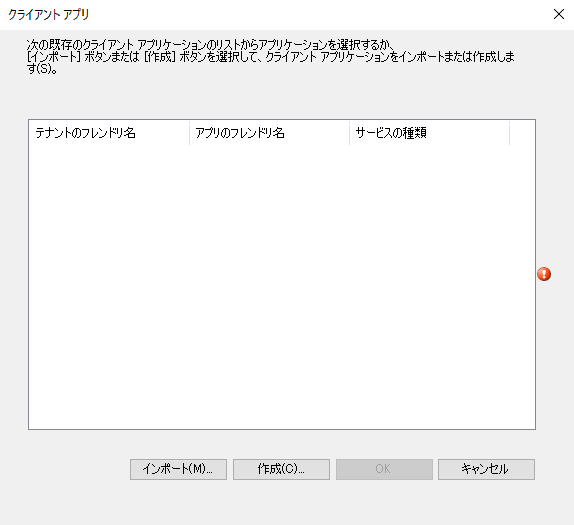 クライアント アプリ
次の既存のクライアント アプリケーションのリストからアプリケーションを選択するか、
[インポート] ボタンまたは [作成] ボタンを選択して、クライアント アプリケーションをインポートまたは作成しま
す(S)。
テナントのフレンドリ名 アプリのフレンドリ名 サービスの種類
インポート(M)... 作成(C)... OK キャンセル